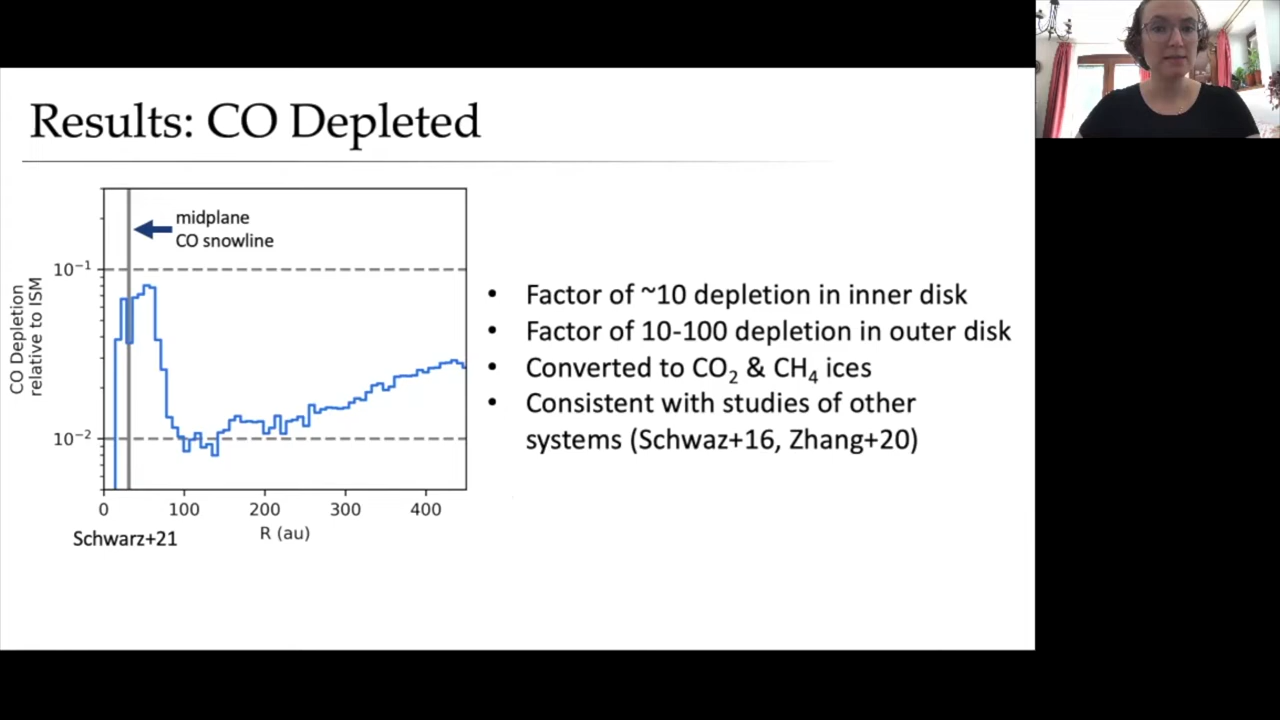 Results: CO Depleted
midplane
CO snowline
CO Depletion
relative to ISM
10⁻¹
10⁻²
0 100 200 300 400
R (au)
Schwarz+21
• Factor of ~10 depletion in inner disk
• Factor of 10-100 depletion in outer disk
• Converted to CO₂ & CH₄ ices
• Consistent with studies of other
systems (Schwaz+16, Zhang+20)